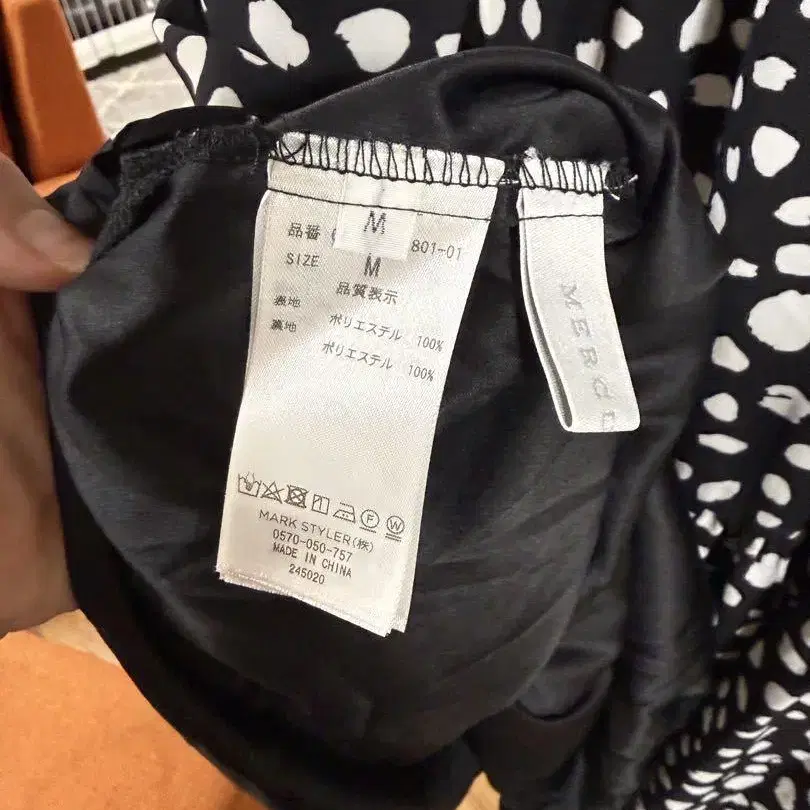 M
品番 801-01
SIZE M
品質表示
表地 ポリエステル 100%
裏地 ポリエステル 100%
MARK STYLER(株)
0570-050-757
MADE IN CHINA
245020
MERCU